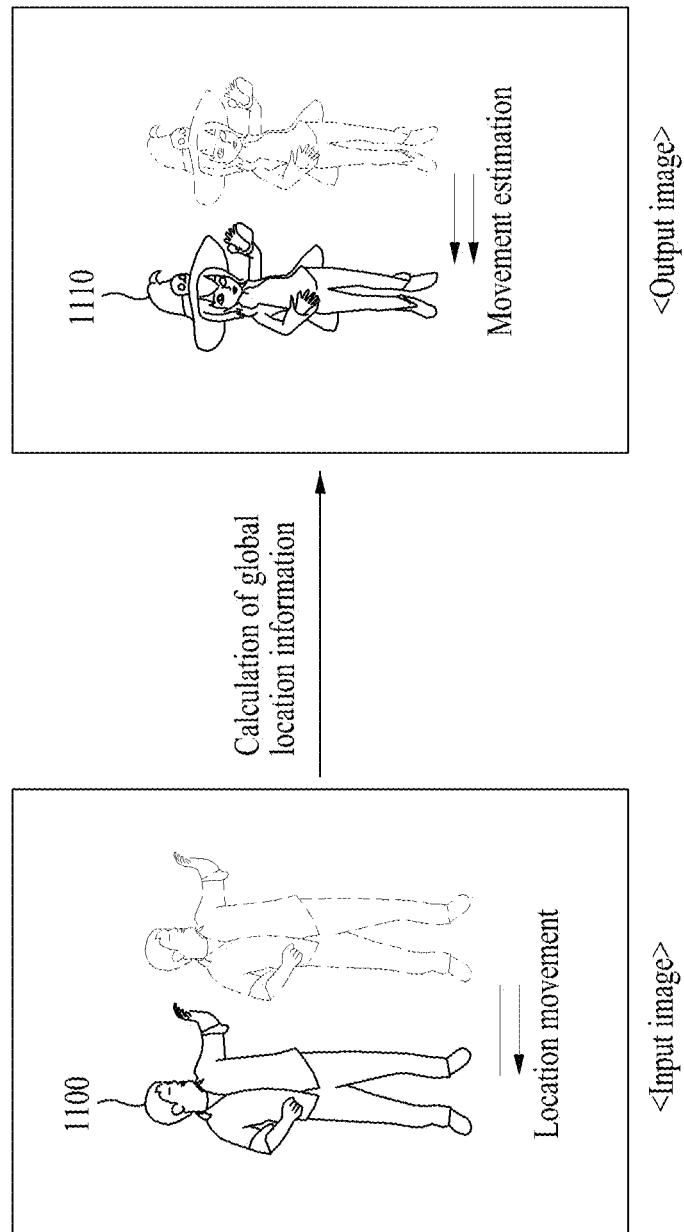 1100
Location movement
<Input image>
Calculation of global
location information
1110
Movement estimation
<Output image>